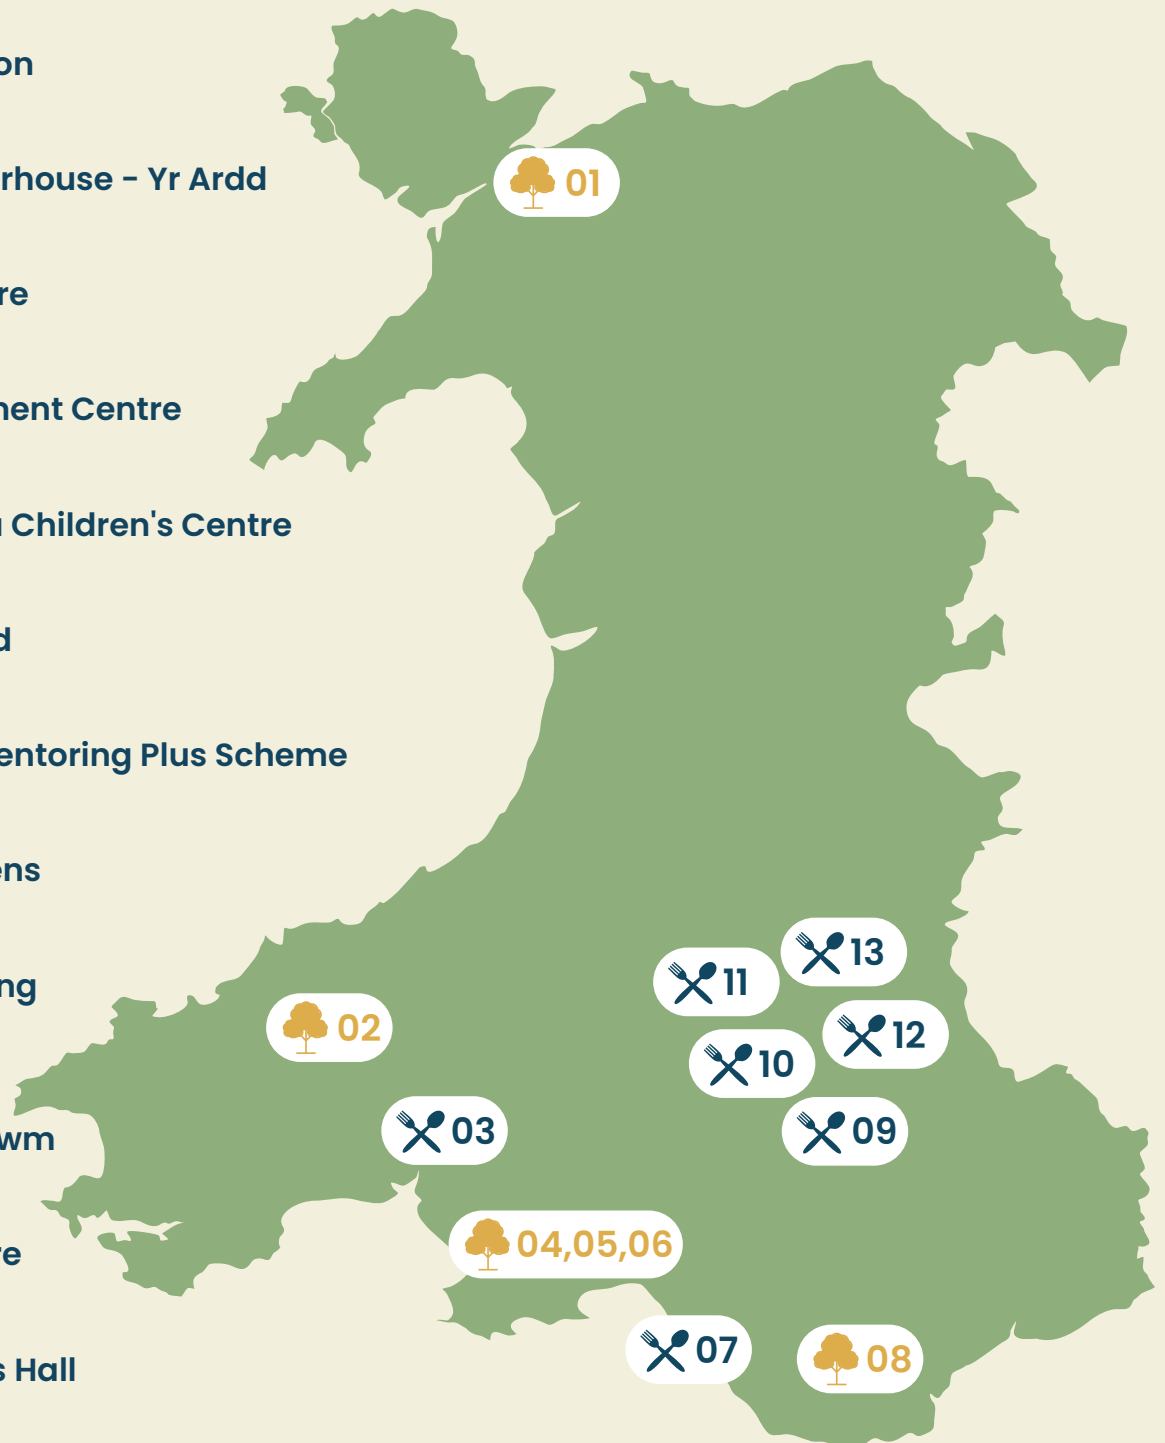 on
rhouse - Yr Ardd
re
nent Centre
Children's Centre
d
entoring Plus Scheme
ens
ng
wm
re
s Hall
01
02
03
04,05,06
07
08
09
10
11
12
13